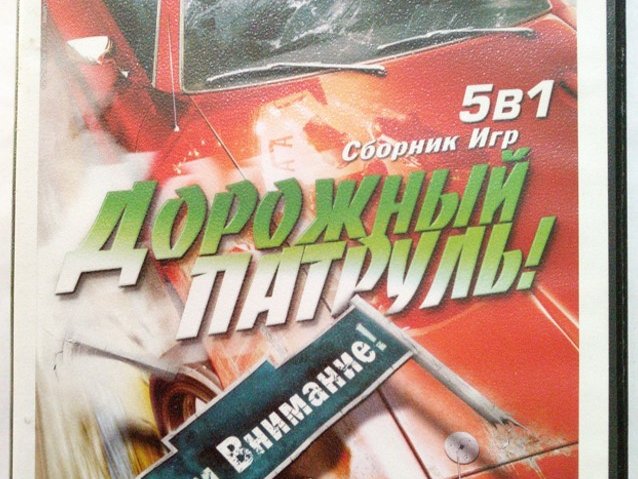 5в1
Сборник Игр
ДОРОЖНЫЙ
ПАТРУЛЬ!
Внимание!